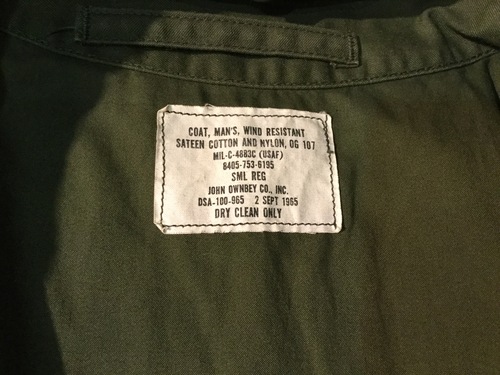 COAT, MAN'S, WIND RESISTANT
SATEEN COTTON AND NYLON, OG 107
MIL-C-4883C (USAF)
8405-753-6195
SML REG
JOHN OWNBEY CO., INC.
DSA-100-965 2 SEPT 1965
DRY CLEAN ONLY